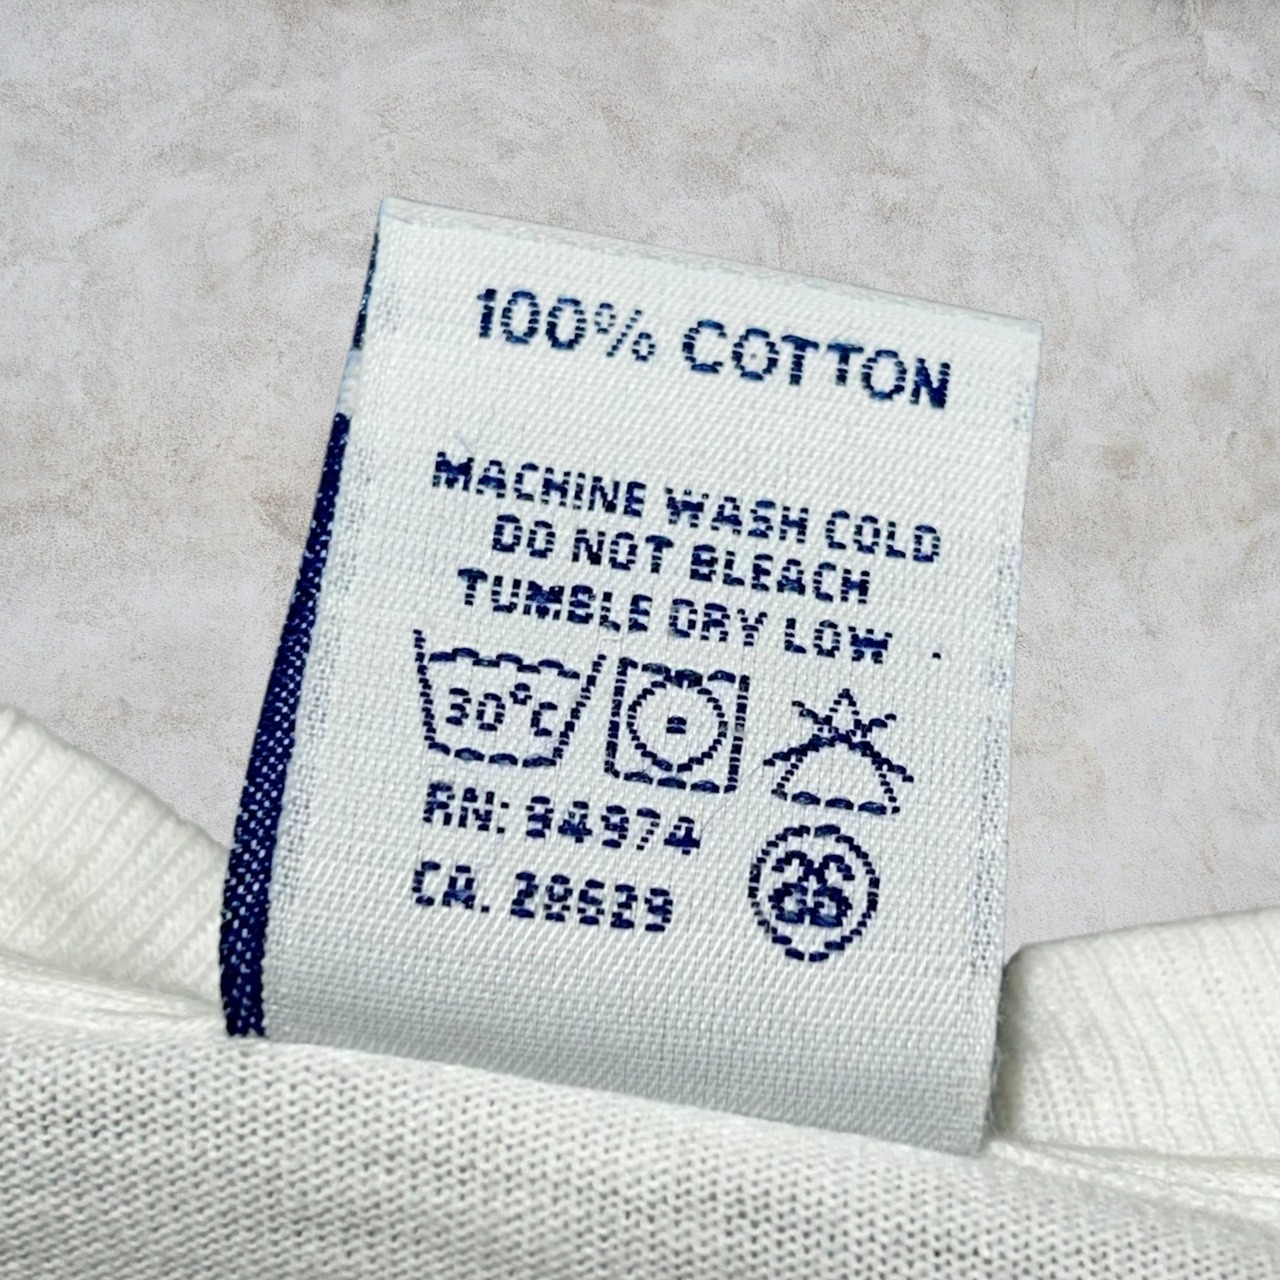 100% COTTON
MACHINE WASH COLD
DO NOT BLEACH
TUMBLE DRY LOW
30°C
RN: 94974
CA. 28629